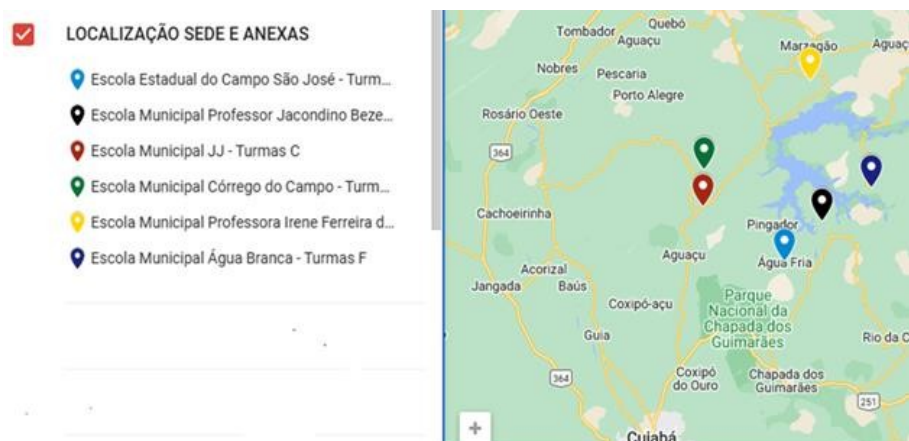 LOCALIZAÇÃO SEDE E ANEXAS
Escola Estadual do Campo São José - Turm...
Escola Municipal Professor Jacondino Beze...
Escola Municipal JJ - Turmas C
Escola Municipal Córrego do Campo - Turm...
Escola Municipal Professora Irene Ferreira d...
Escola Municipal Água Branca - Turmas F
Tombador
Quebó
Aguaçu
Marzagão
Aguaç
Nobres
Pescaria
Porto Alegre
Rosário Oeste
364
Cachoeirinha
Pingador
Aguaçu
Água Fria
Acorizal
Jangada
Baús
Coxipó-açu
Parque
Nacional da
Chapada dos
Guimarães
Guia
Rio da C
364
Coxipó
do Ouro
Chapada dos
Guimarães
251
+
Cuiabá